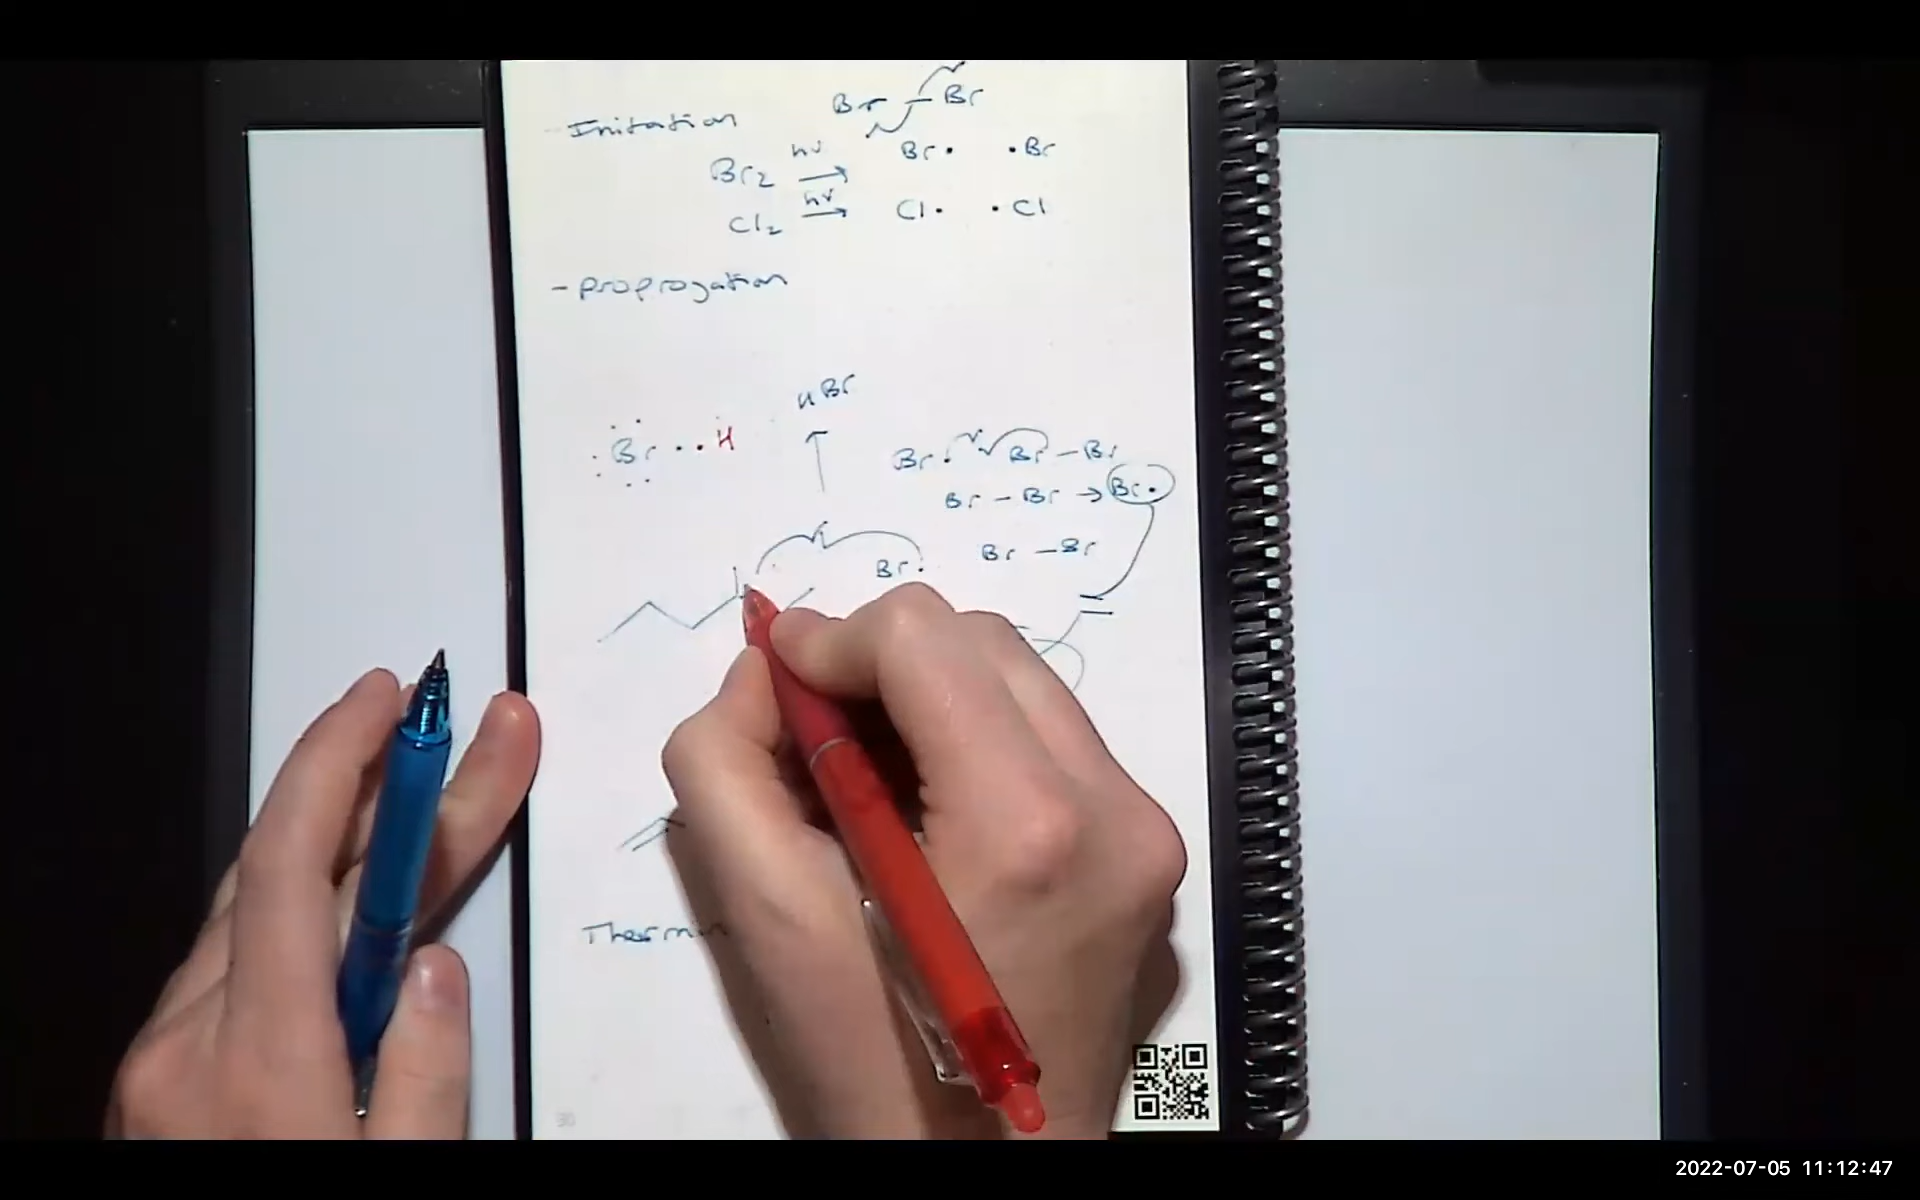 Br - Br
- Initation
Br2 hν → Br• •Br
Cl2 hν → Cl• •Cl
- proprogation
HBr
Br •• H
Br• Br - Br
Br - Br → Br•
Br - Br
Br•
Thermin
30
2022-07-05 11:12:47